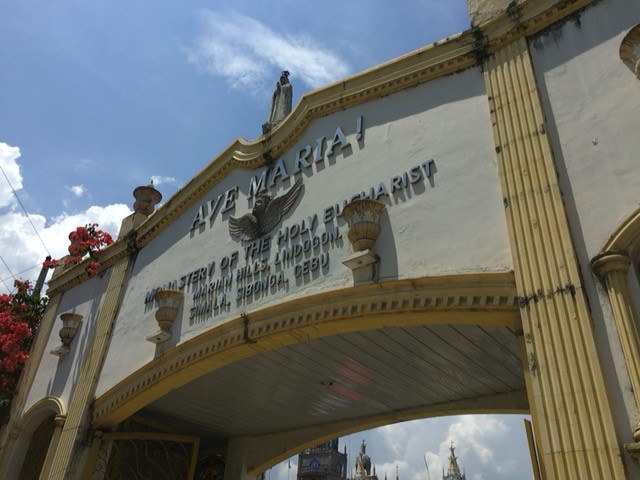 AVE MARIA!
MONASTERY OF THE HOLY EUCHARIST
MARIAN HILLS, LINDOGON,
SIMALA, SIBONGA, CEBU